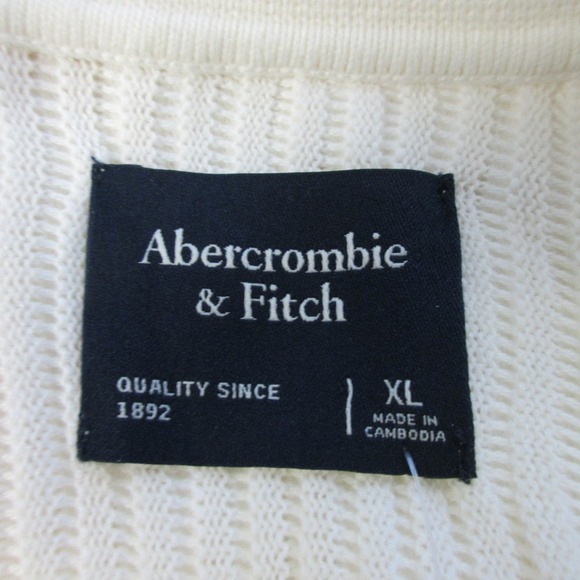 Abercrombie
& Fitch
QUALITY SINCE
1892
XL
MADE IN
CAMBODIA